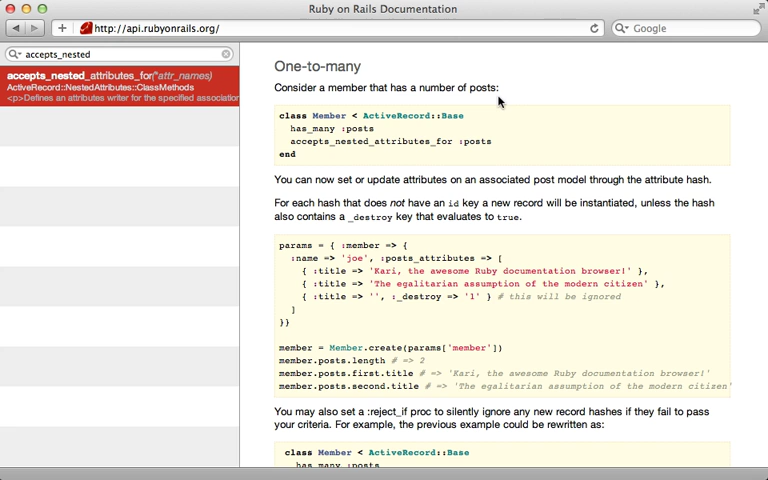 Ruby on Rails Documentation
http://api.rubyonrails.org/
Google
accepts_nested
accepts_nested_attributes_for(*attr_names)
ActiveRecord::NestedAttributes::ClassMethods
<p>Defines an attributes writer for the specified association
One-to-many
Consider a member that has a number of posts:
class Member < ActiveRecord::Base
has_many :posts
accepts_nested_attributes_for :posts
end
You can now set or update attributes on an associated post model through the attribute hash.
For each hash that does not have an id key a new record will be instantiated, unless the hash
also contains a _destroy key that evaluates to true.
params = { :member => {
:name => 'joe', :posts_attributes => [
{ :title => 'Kari, the awesome Ruby documentation browser!' },
{ :title => 'The egalitarian assumption of the modern citizen' },
{ :title => '', :_destroy => '1' } # this will be ignored
]
}}
member = Member.create(params['member'])
member.posts.length # => 2
member.posts.first.title # => 'Kari, the awesome Ruby documentation browser!'
member.posts.second.title # => 'The egalitarian assumption of the modern citizen'
You may also set a :reject_if proc to silently ignore any new record hashes if they fail to pass
your criteria. For example, the previous example could be rewritten as:
class Member < ActiveRecord::Base
has_many :posts